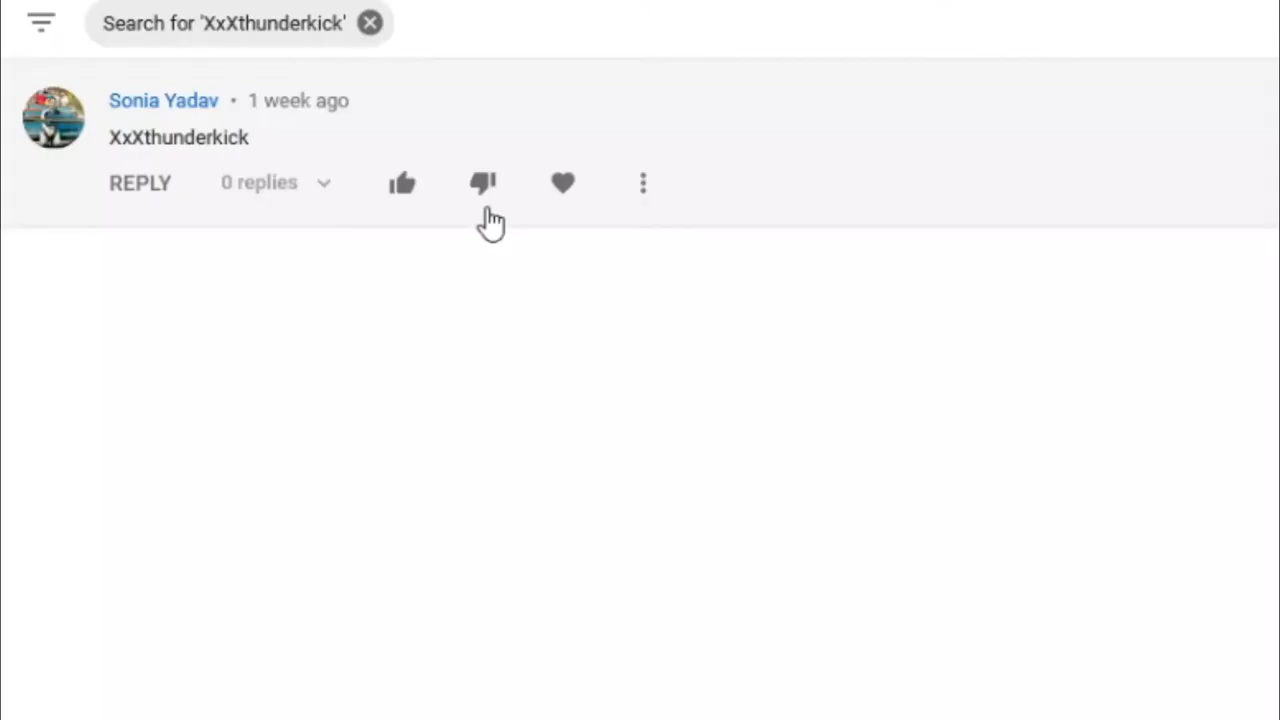 Search for 'XxXthunderkick'
Sonia Yadav • 1 week ago
XxXthunderkick
REPLY 0 replies